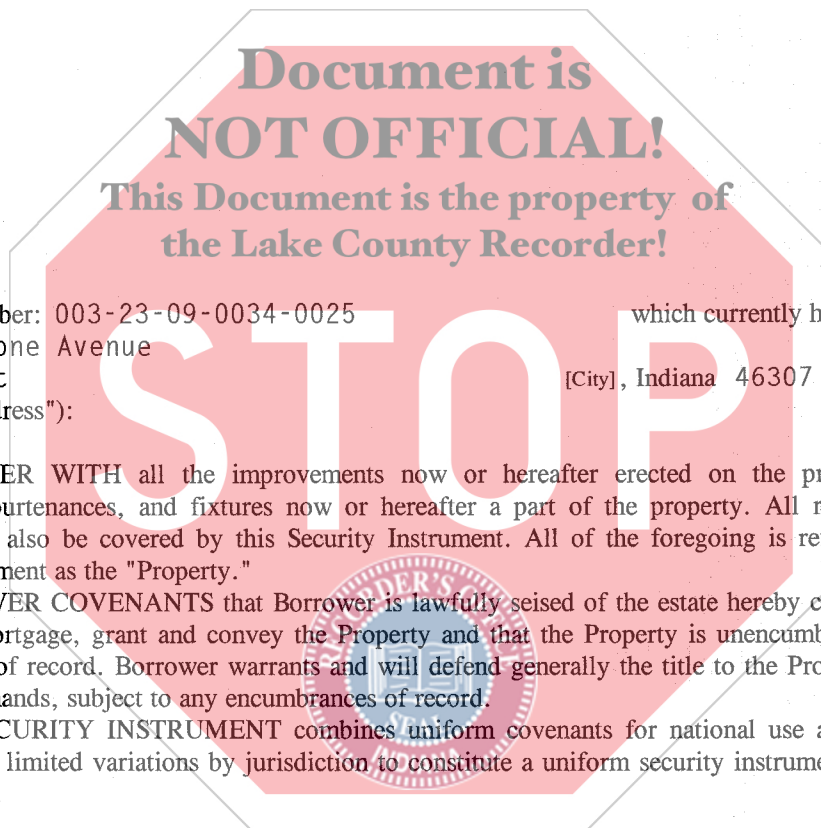 Document is
NOT OFFICIAL!
This Document is the property of
the Lake County Recorder!
ber: 003-23-09-0034-0025 which currently h
one Avenue
[City], Indiana 46307
ress"):
STOP
ER WITH all the improvements now or hereafter erected on the pr
urtenances, and fixtures now or hereafter a part of the property. All r
also be covered by this Security Instrument. All of the foregoing is re
ment as the "Property."
VER COVENANTS that Borrower is lawfully seised of the estate hereby c
ortgage, grant and convey the Property and that the Property is unencumb
of record. Borrower warrants and will defend generally the title to the Pro
ands, subject to any encumbrances of record.
CURITY INSTRUMENT combines uniform covenants for national use a
limited variations by jurisdiction to constitute a uniform security instrume
SEAL
INDIANA